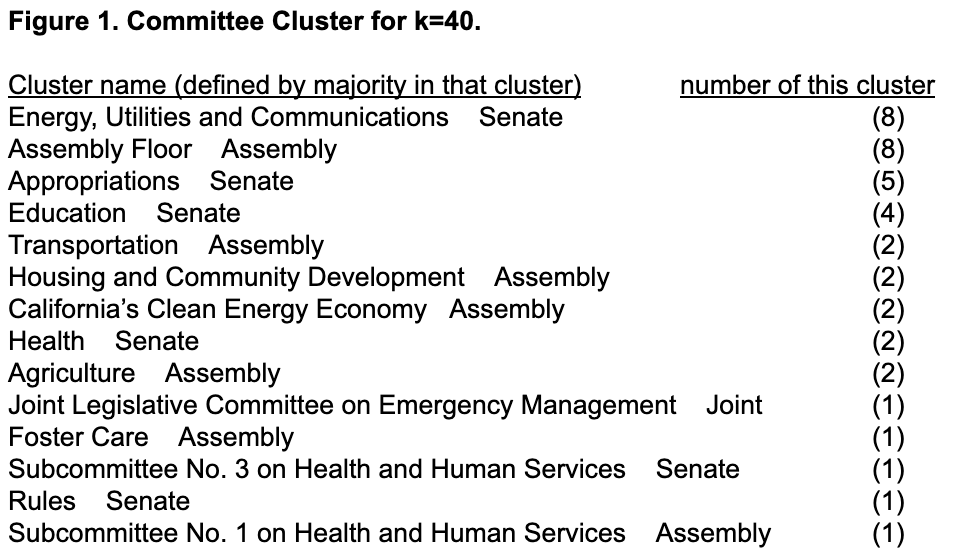 Figure 1. Committee Cluster for k=40.
Cluster name (defined by majority in that cluster) number of this cluster
Energy, Utilities and Communications Senate (8)
Assembly Floor Assembly (8)
Appropriations Senate (5)
Education Senate (4)
Transportation Assembly (2)
Housing and Community Development Assembly (2)
California’s Clean Energy Economy Assembly (2)
Health Senate (2)
Agriculture Assembly (2)
Joint Legislative Committee on Emergency Management Joint (1)
Foster Care Assembly (1)
Subcommittee No. 3 on Health and Human Services Senate (1)
Rules Senate (1)
Subcommittee No. 1 on Health and Human Services Assembly (1)